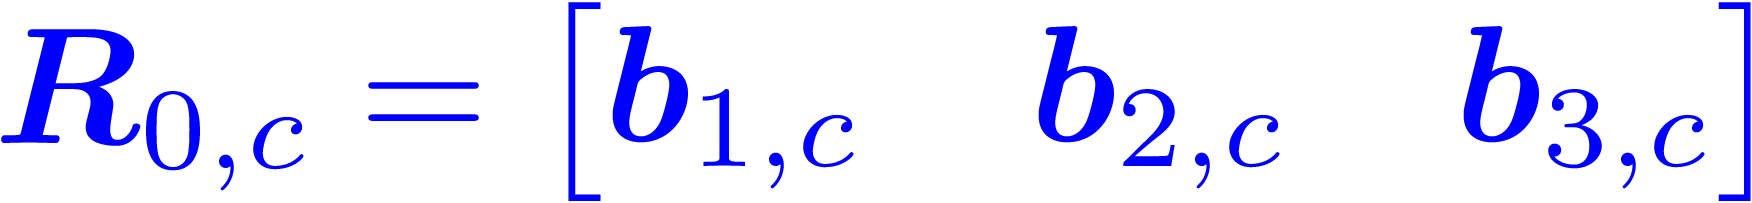 R_{0,c} = [b_{1,c} b_{2,c} b_{3,c}]